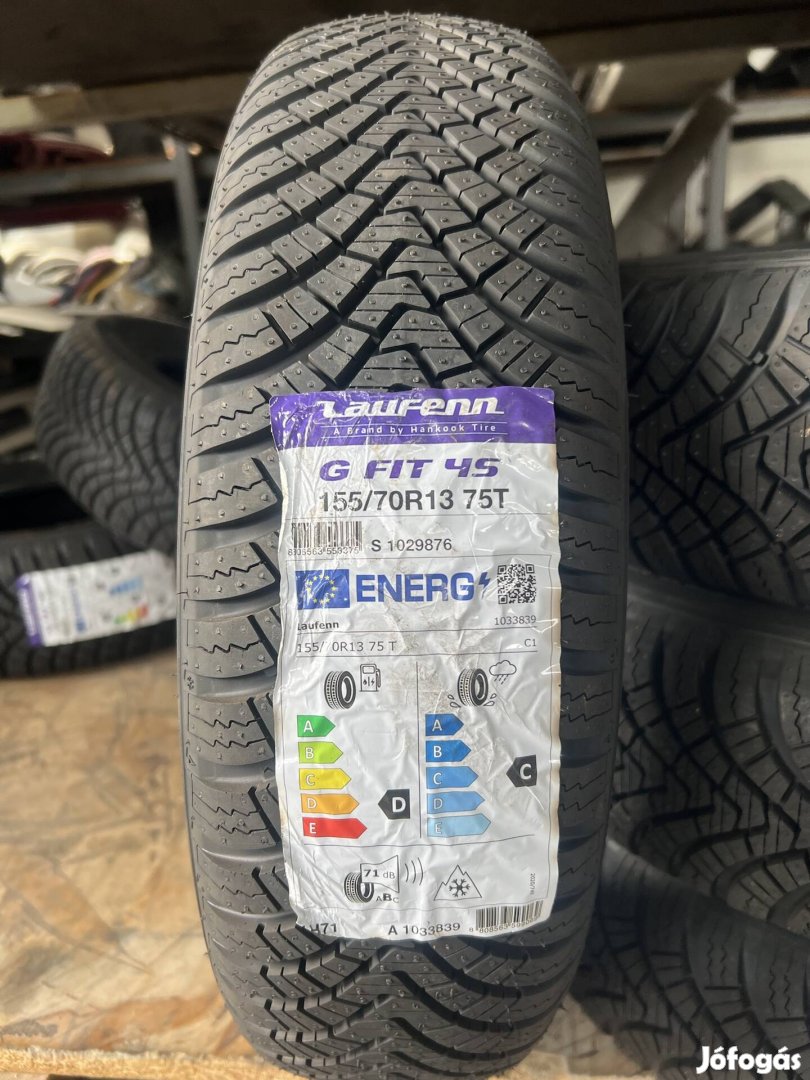 Laufenn
A Brand by Hankook Tire
G FIT 4S
155/70R13 75T
S 1029876
ENERG
Laufenn 1033839
155/ 0R13 75 T C1
A A
B B
C C C
D D D
E E
71 dB
ABC
H71 A 1033839
Jófogás